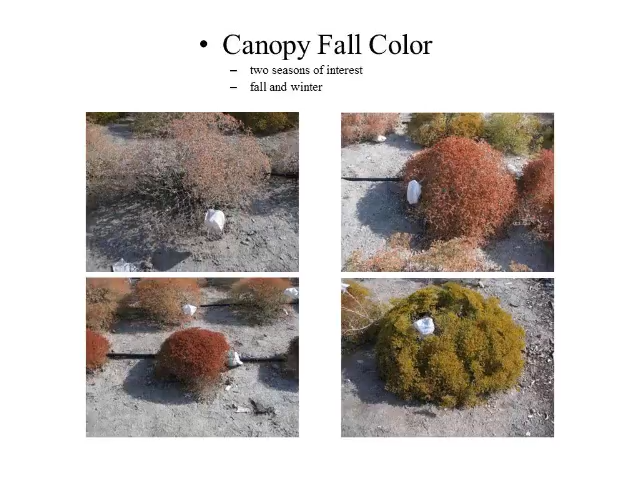 • Canopy Fall Color
– two seasons of interest
– fall and winter